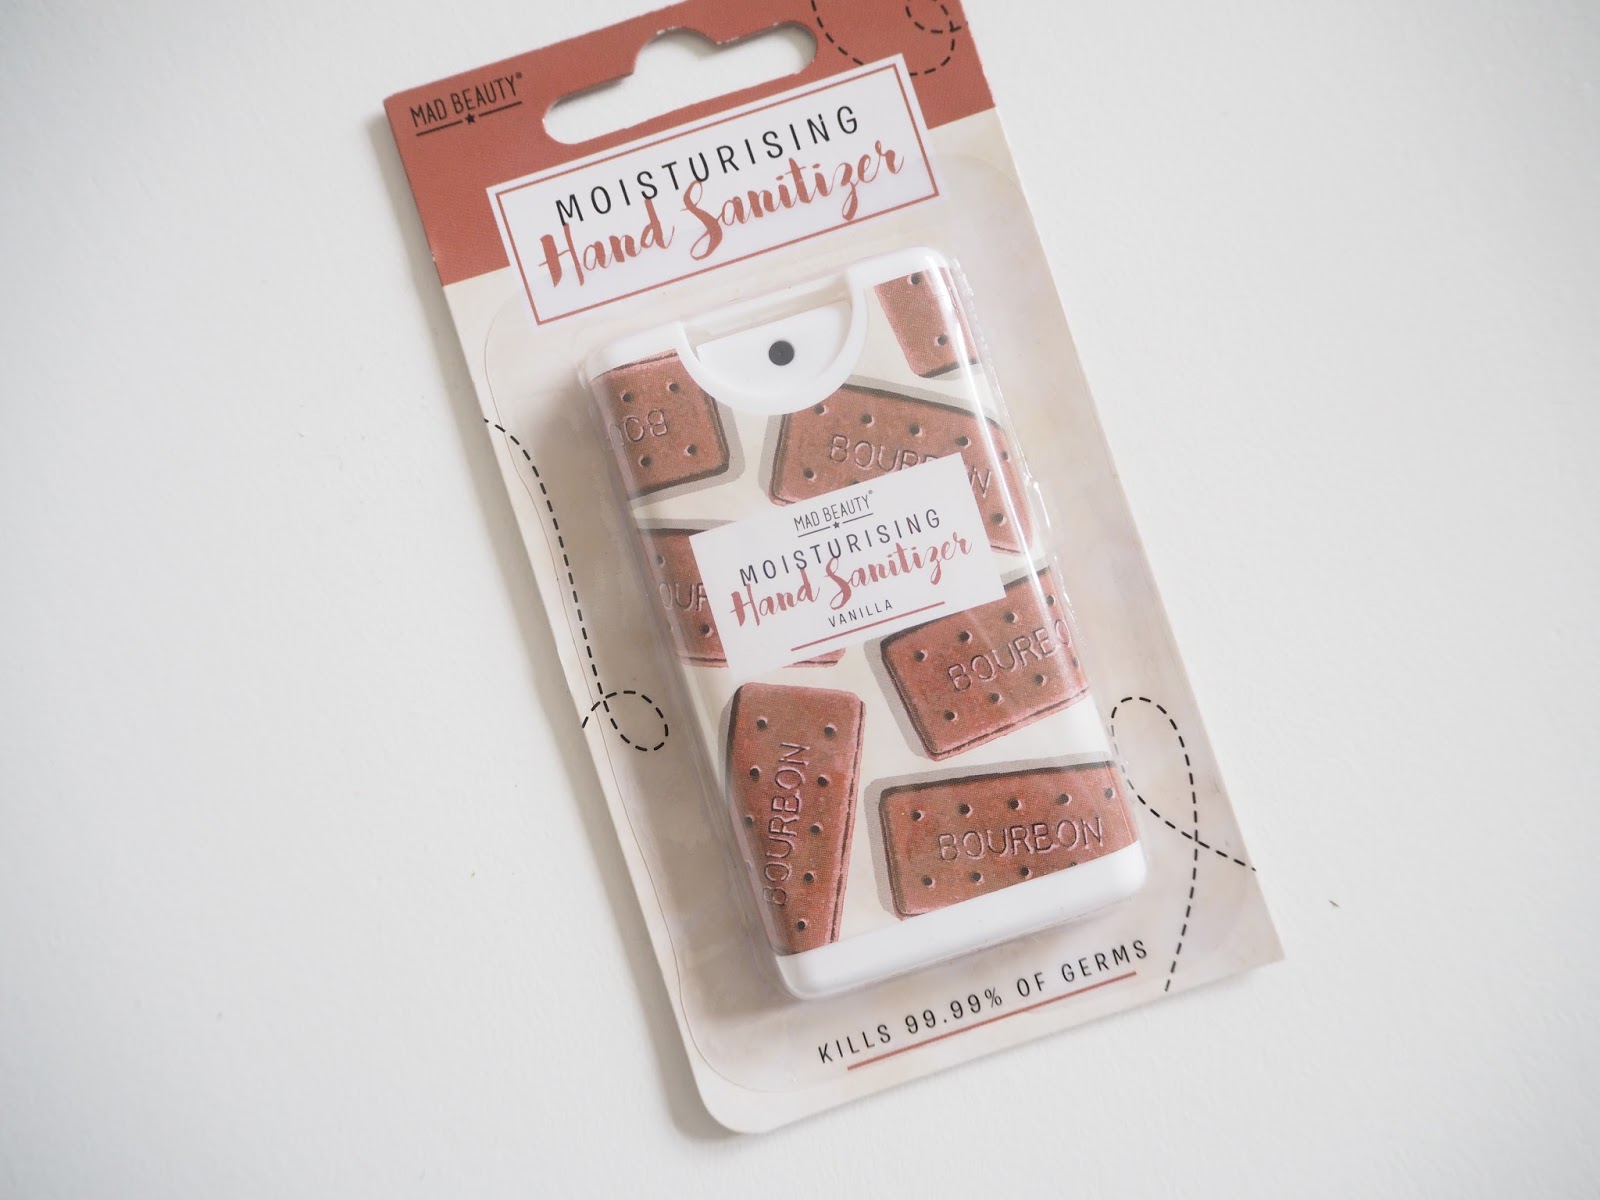 MAD BEAUTY®
MOISTURISING
Hand Sanitizer
BOURBON
BOURBON
MAD BEAUTY®
MOISTURISING
Hand Sanitizer
VANILLA
BOURBON
BOURBON
BOURBON
KILLS 99.99% OF GERMS